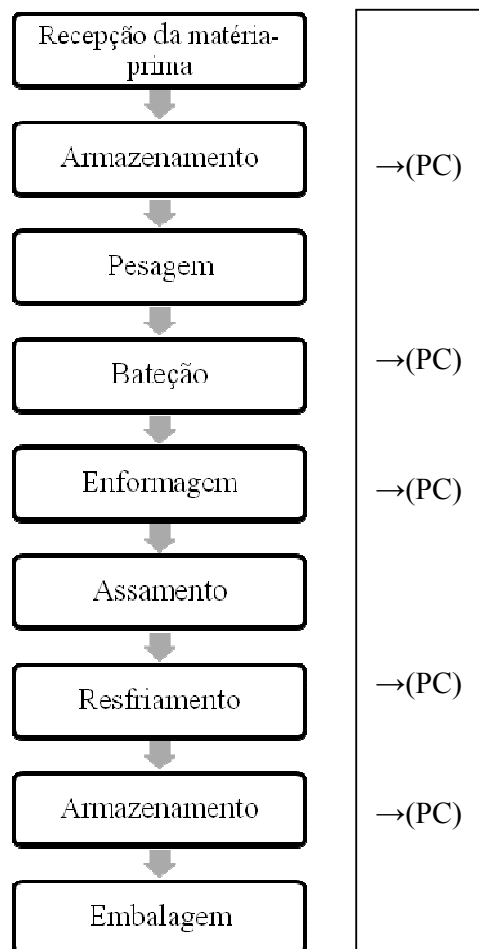 Recepção da matéria-
prima
Armazenamento
→(PC)
Pesagem
Bateção
→(PC)
Enformagem
→(PC)
Assamento
Resfriamento
→(PC)
Armazenamento
→(PC)
Embalagem